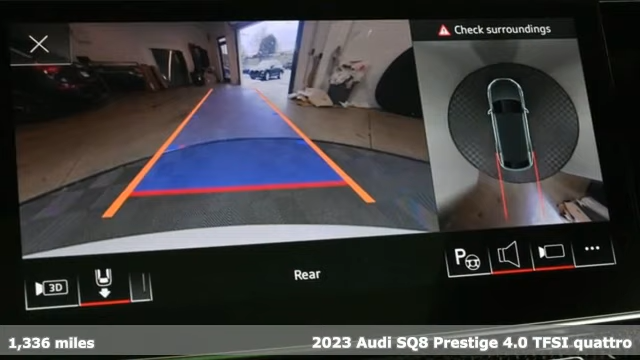 Check surroundings
3D
Rear
P
1,336 miles
2023 Audi SQ8 Prestige 4.0 TFSI quattro